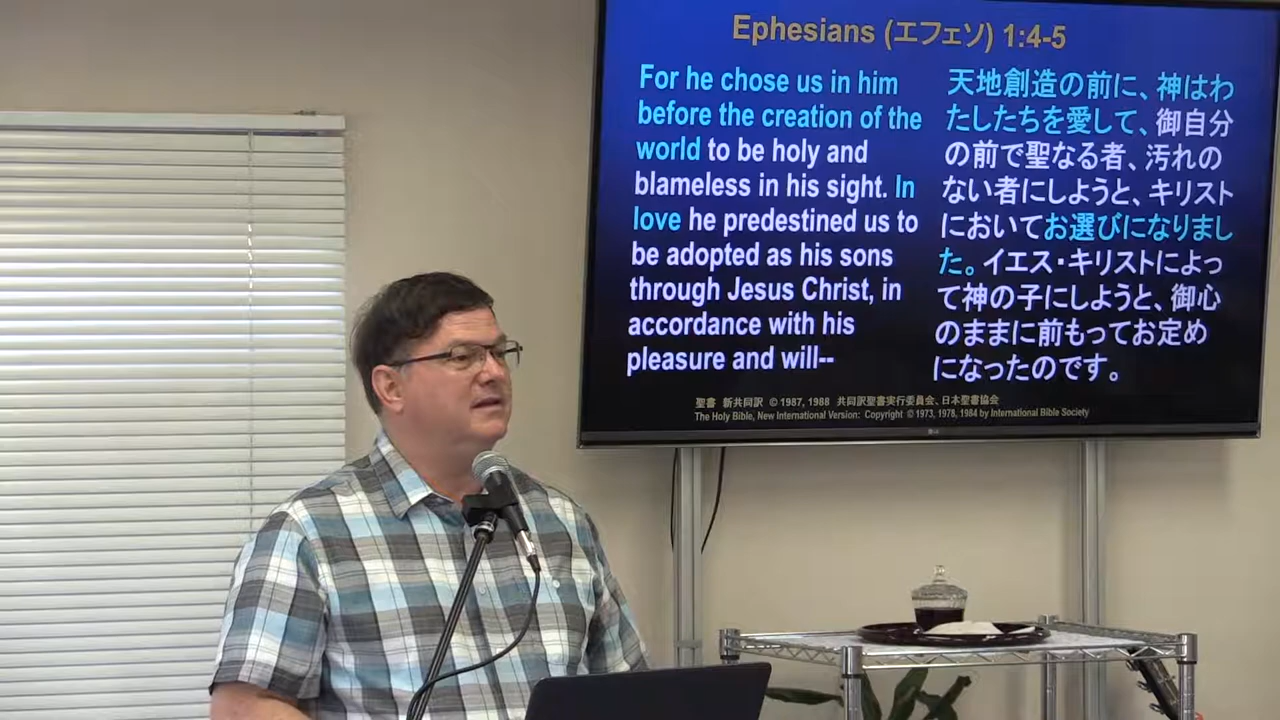 Ephesians (エフェソ) 1:4-5
For he chose us in him
before the creation of the
world to be holy and
blameless in his sight. In
love he predestined us to
be adopted as his sons
through Jesus Christ, in
accordance with his
pleasure and will--
天地創造の前に、神はわ
たしたちを愛して、御自分
の前で聖なる者、汚れの
ない者にしようと、キリスト
においてお選びになりまし
た。イエス・キリストによっ
て神の子にしようと、御心
のままに前もってお定め
になったのです。
聖書 新共同訳 © 1987, 1988 共同訳聖書実行委員会、日本聖書協会
The Holy Bible, New International Version: Copyright © 1973, 1978, 1984 by International Bible Society
LG